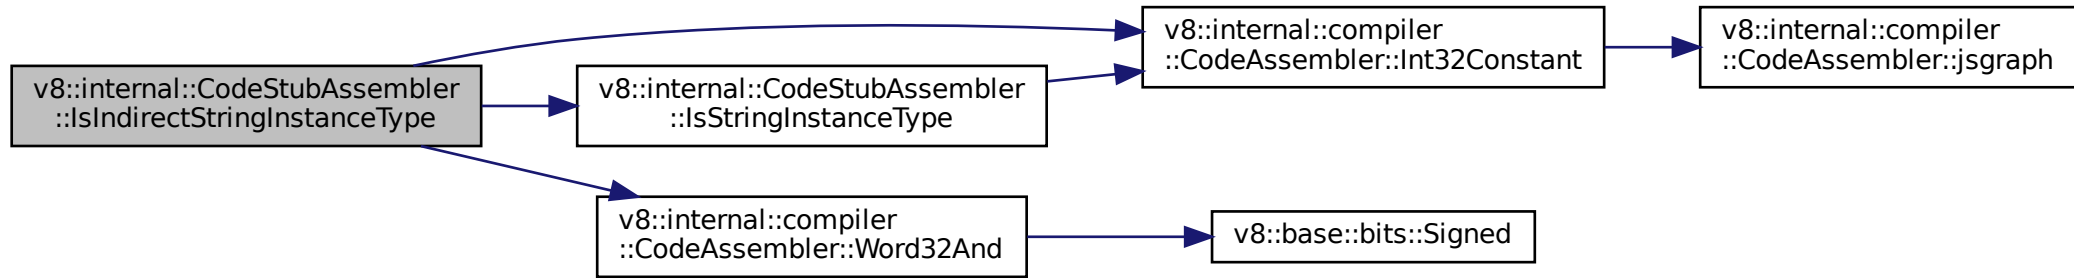 v8::internal::CodeStubAssembler
::IsIndirectStringInstanceType
v8::internal::CodeStubAssembler
::IsStringInstanceType
v8::internal::compiler
::CodeAssembler::Int32Constant
v8::internal::compiler
::CodeAssembler::jsgraph
v8::internal::compiler
::CodeAssembler::Word32And
v8::base::bits::Signed